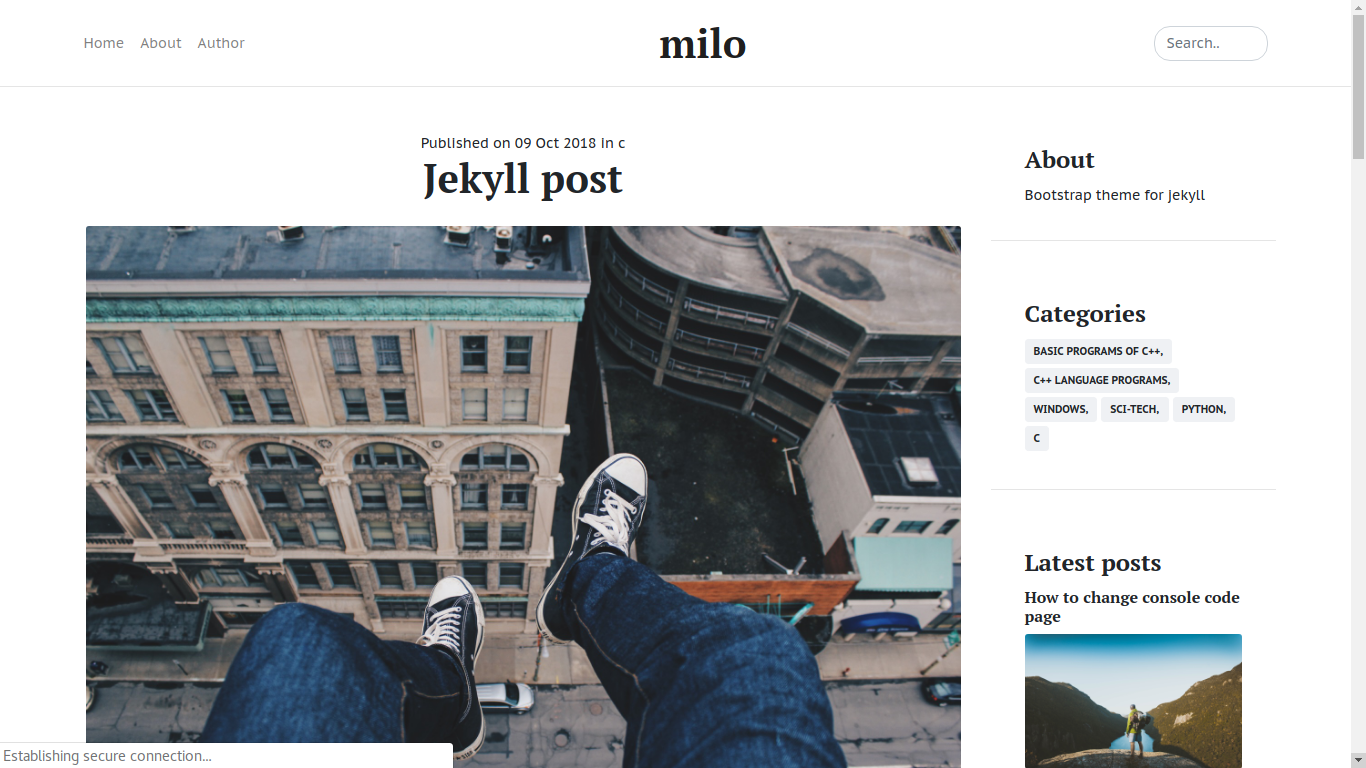 Home About Author
milo
Search..
Published on 09 Oct 2018 in c
Jekyll post
About
Bootstrap theme for jekyll
Categories
BASIC PROGRAMS OF C++,
C++ LANGUAGE PROGRAMS,
WINDOWS, SCI-TECH, PYTHON,
C
Latest posts
How to change console code
page
Establishing secure connection...